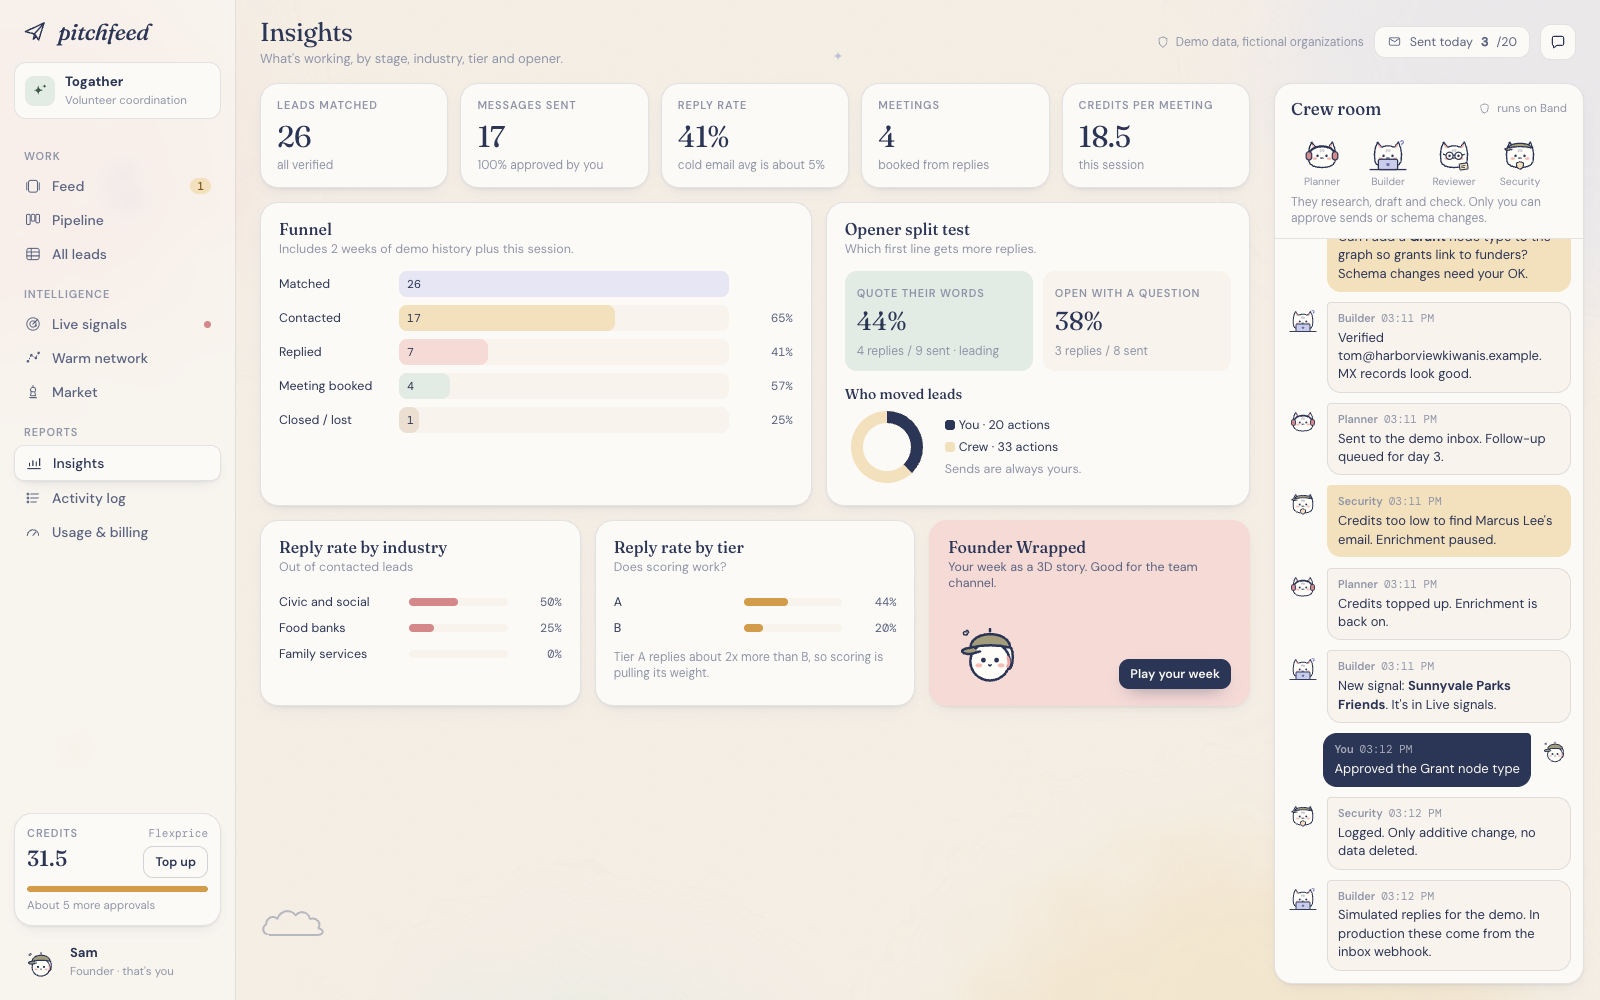 pitchfeed
Togather
Volunteer coordination
WORK
Feed 1
Pipeline
All leads
INTELLIGENCE
Live signals
Warm network
Market
REPORTS
Insights
Activity log
Usage & billing
CREDITS Flexprice
31.5 Top up
About 5 more approvals
Sam
Founder · that's you
Insights
What's working, by stage, industry, tier and opener.
Demo data, fictional organizations
Sent today 3 /20
LEADS MATCHED
26
all verified
MESSAGES SENT
17
100% approved by you
REPLY RATE
41%
cold email avg is about 5%
MEETINGS
4
booked from replies
CREDITS PER MEETING
18.5
this session
Funnel
Includes 2 weeks of demo history plus this session.
Matched 26
Contacted 17 65%
Replied 7 41%
Meeting booked 4 57%
Closed / lost 1 25%
Opener split test
Which first line gets more replies.
QUOTE THEIR WORDS
44%
4 replies / 9 sent · leading
OPEN WITH A QUESTION
38%
3 replies / 8 sent
Who moved leads
You · 20 actions
Crew · 33 actions
Sends are always yours.
Reply rate by industry
Out of contacted leads
Civic and social 50%
Food banks 25%
Family services 0%
Reply rate by tier
Does scoring work?
A 44%
B 20%
Tier A replies about 2x more than B, so scoring is
pulling its weight.
Founder Wrapped
Your week as a 3D story. Good for the team
channel.
Play your week
Crew room
runs on Band
Planner Builder Reviewer Security
They research, draft and check. Only you can
approve sends or schema changes.
Can I add a Grant node type to the
graph so grants link to funders?
Schema changes need your OK.
Builder 03:11 PM
Verified
tom@harborviewkiwanis.example.
MX records look good.
Planner 03:11 PM
Sent to the demo inbox. Follow-up
queued for day 3.
Security 03:11 PM
Credits too low to find Marcus Lee's
email. Enrichment paused.
Planner 03:11 PM
Credits topped up. Enrichment is
back on.
Builder 03:11 PM
New signal: Sunnyvale Parks
Friends. It's in Live signals.
You 03:12 PM
Approved the Grant node type
Security 03:12 PM
Logged. Only additive change, no
data deleted.
Builder 03:12 PM
Simulated replies for the demo. In
production these come from the
inbox webhook.